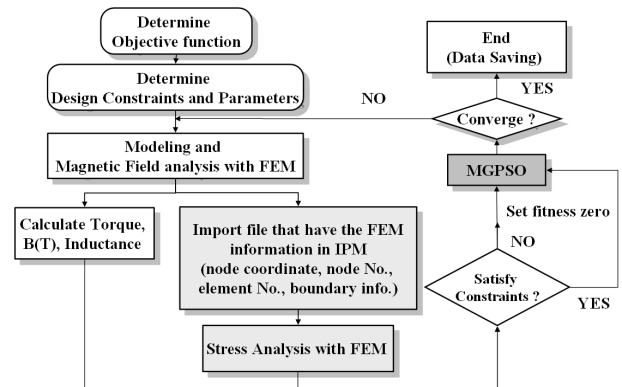 Determine
Objective function
Determine
Design Constraints and Parameters
Modeling and
Magnetic Field analysis with FEM
Calculate Torque,
B(T), Inductance
Import file that have the FEM
information in IPM
(node coordinate, node No.,
element No., boundary info.)
Stress Analysis with FEM
End
(Data Saving)
YES
NO
Converge ?
MGPSO
Set fitness zero
NO
Satisfy
Constraints ?
YES